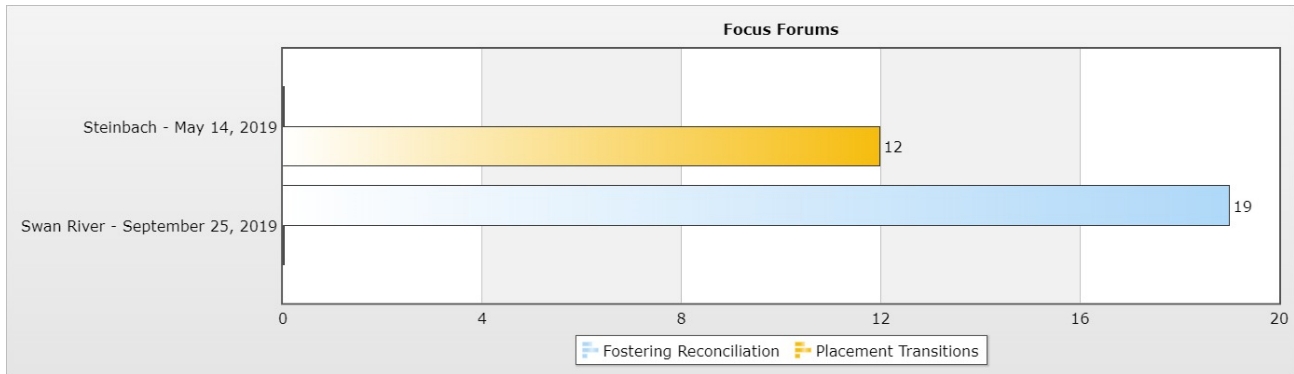 Focus Forums
Steinbach - May 14, 2019
12
19
Swan River - September 25, 2019
0 4 8 12 16 20
Fostering Reconciliation Placement Transitions